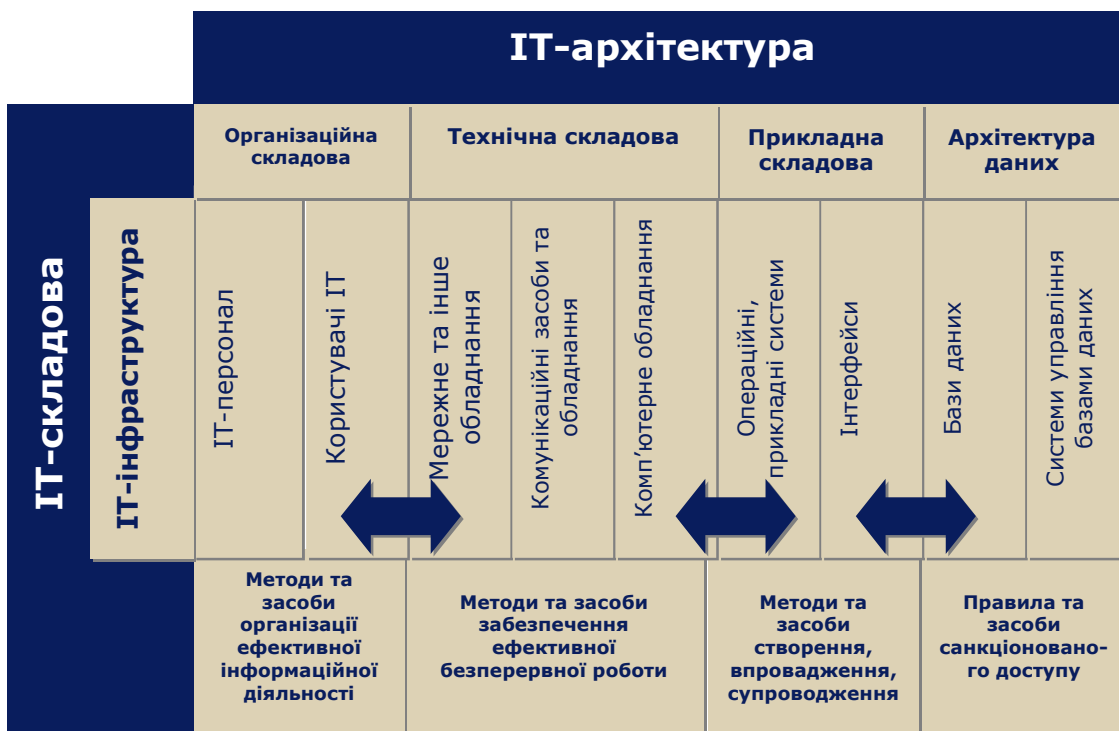 ІТ-архітектура
Організаційна
складова
Технічна складова
Прикладна
складова
Архітектура
даних
ІТ-складова
ІТ-інфраструктура
ІТ-персонал
Користувачі ІТ
Мережне та інше
обладнання
Комунікаційні засоби та
обладнання
Комп’ютерне обладнання
Операційні,
прикладні системи
Інтерфейси
Бази даних
Системи управління
базами даних
Методи та
засоби
організації
ефективної
інформаційної
діяльності
Методи та засоби
забезпечення
ефективної
безперервної роботи
Методи та
засоби
створення,
впровадження,
супроводження
Правила та
засоби
санкціоновано-
го доступу